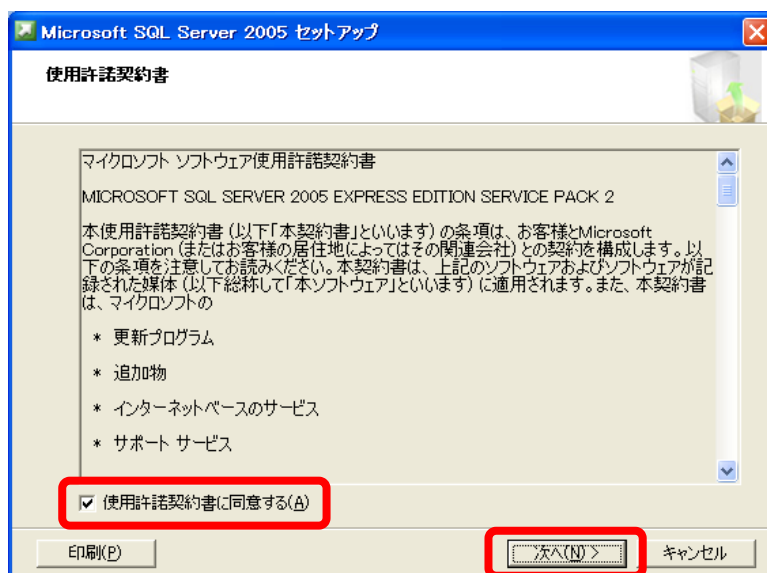 Microsoft SQL Server 2005 セットアップ
使用許諾契約書
マイクロソフト ソフトウェア使用許諾契約書
MICROSOFT SQL SERVER 2005 EXPRESS EDITION SERVICE PACK 2
本使用許諾契約書 (以下「本契約書」といいます) の条項は、お客様とMicrosoft
Corporation (またはお客様の居住地によってはその関連会社) との契約を構成します。以
下の条項を注意してお読みください。本契約書は、上記のソフトウェアおよびソフトウェアが記
録された媒体 (以下総称して「本ソフトウェア」といいます) に適用されます。また、本契約書
は、マイクロソフトの
* 更新プログラム
* 追加物
* インターネットベースのサービス
* サポート サービス
使用許諾契約書に同意する(A)
印刷(P)
次へ(N) >
キャンセル